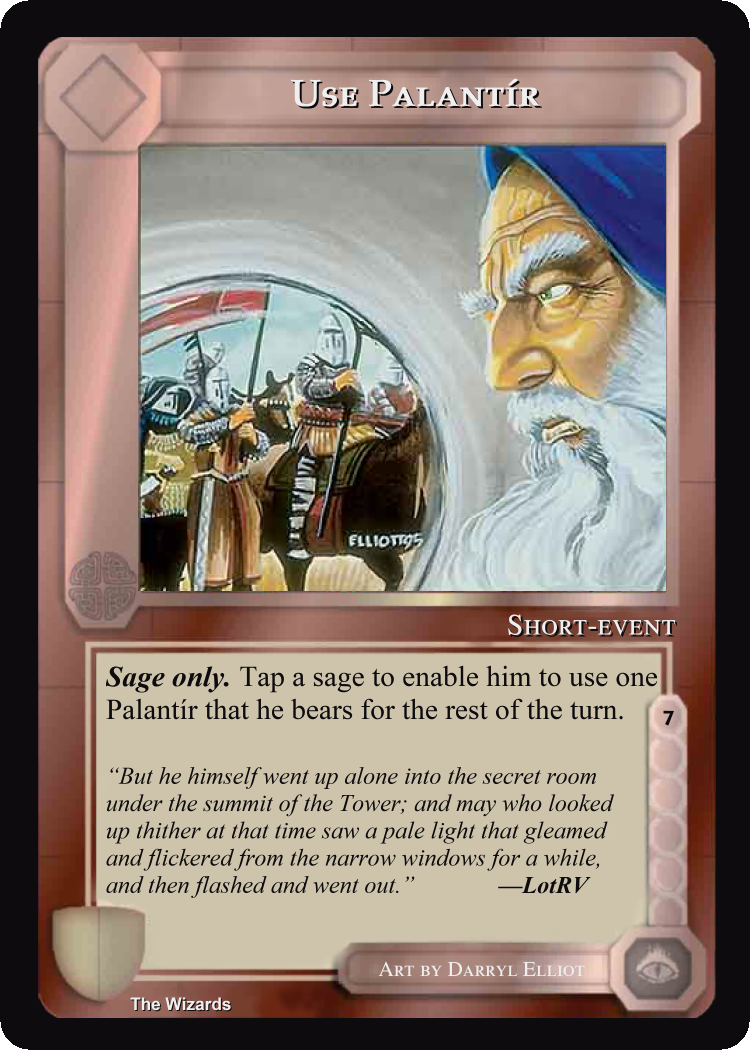 Use Palantír
ELLIOTT95
Short-event
Sage only. Tap a sage to enable him to use one
Palantír that he bears for the rest of the turn.
7
“But he himself went up alone into the secret room
under the summit of the Tower; and may who looked
up thither at that time saw a pale light that gleamed
and flickered from the narrow windows for a while,
and then flashed and went out.” —LotRV
Art by Darryl Elliot
The Wizards